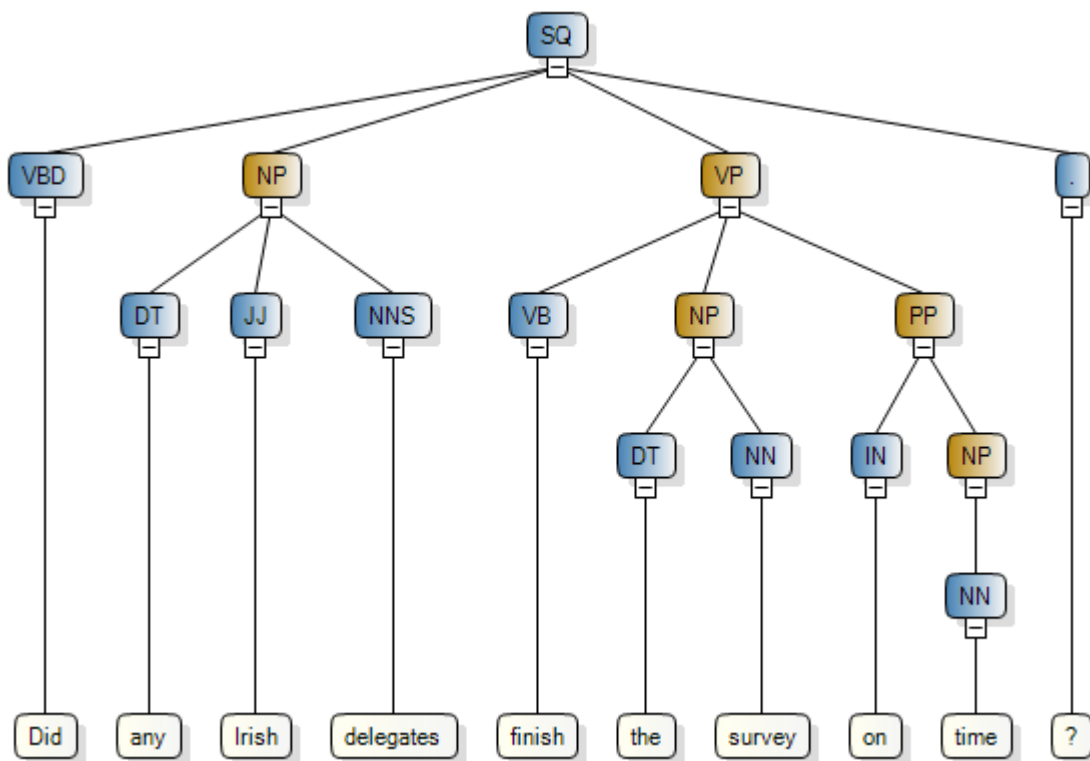 SQ
VBD NP VP .
DT JJ NNS VB NP PP
DT NN IN NP
NN
Did any Irish delegates finish the survey on time ?